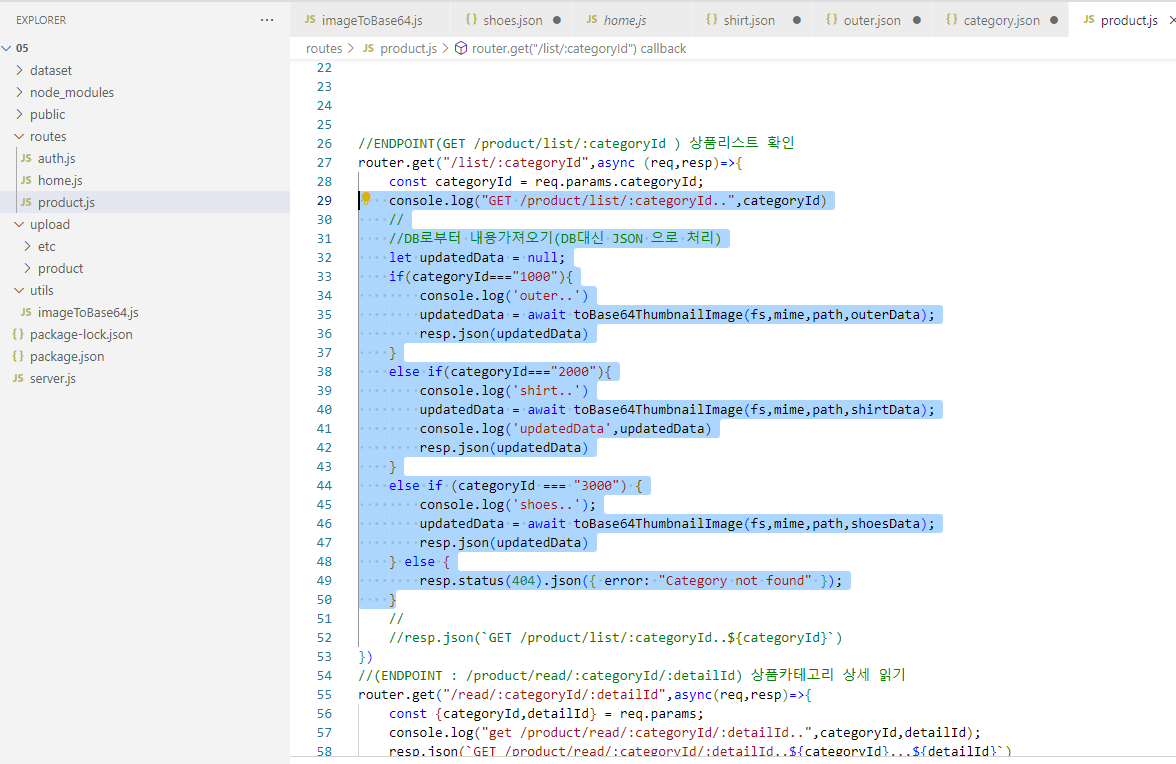 EXPLORER ...
05
dataset
node_modules
public
routes
JS auth.js
JS home.js
JS product.js
upload
etc
product
utils
JS imageToBase64.js
{} package-lock.json
{} package.json
JS server.js
JS imageToBase64.js {} shoes.json ● JS home.js {} shirt.json ● {} outer.json ● {} category.json ● JS product.js
routes > JS product.js > router.get("/list/:categoryId") callback
22
23
24
25
26 //ENDPOINT(GET /product/list/:categoryId ) 상품리스트 확인
27 router.get("/list/:categoryId",async (req,resp)=>{
28 const categoryId = req.params.categoryId;
29 console.log("GET /product/list/:categoryId..",categoryId)
30 //
31 //DB로부터 내용가져오기(DB대신 JSON 으로 처리)
32 let updatedData = null;
33 if(categoryId==="1000"){
34 console.log('outer..')
35 updatedData = await toBase64ThumbnailImage(fs,mime,path,outerData);
36 resp.json(updatedData)
37 }
38 else if(categoryId==="2000"){
39 console.log('shirt..')
40 updatedData = await toBase64ThumbnailImage(fs,mime,path,shirtData);
41 console.log('updatedData',updatedData)
42 resp.json(updatedData)
43 }
44 else if (categoryId === "3000") {
45 console.log('shoes..');
46 updatedData = await toBase64ThumbnailImage(fs,mime,path,shoesData);
47 resp.json(updatedData)
48 } else {
49 resp.status(404).json({ error: "Category not found" });
50 }
51 //
52 //resp.json(`GET /product/list/:categoryId..${categoryId}`)
53 })
54 //(ENDPOINT : /product/read/:categoryId/:detailId) 상품카테고리 상세 읽기
55 router.get("/read/:categoryId/:detailId",async(req,resp)=>{
56 const {categoryId,detailId} = req.params;
57 console.log("get /product/read/:categoryId/:detailId..",categoryId,detailId);
58 resp.json(`GET /product/read/:categoryId/:detailId..${categoryId}...${detailId}`)